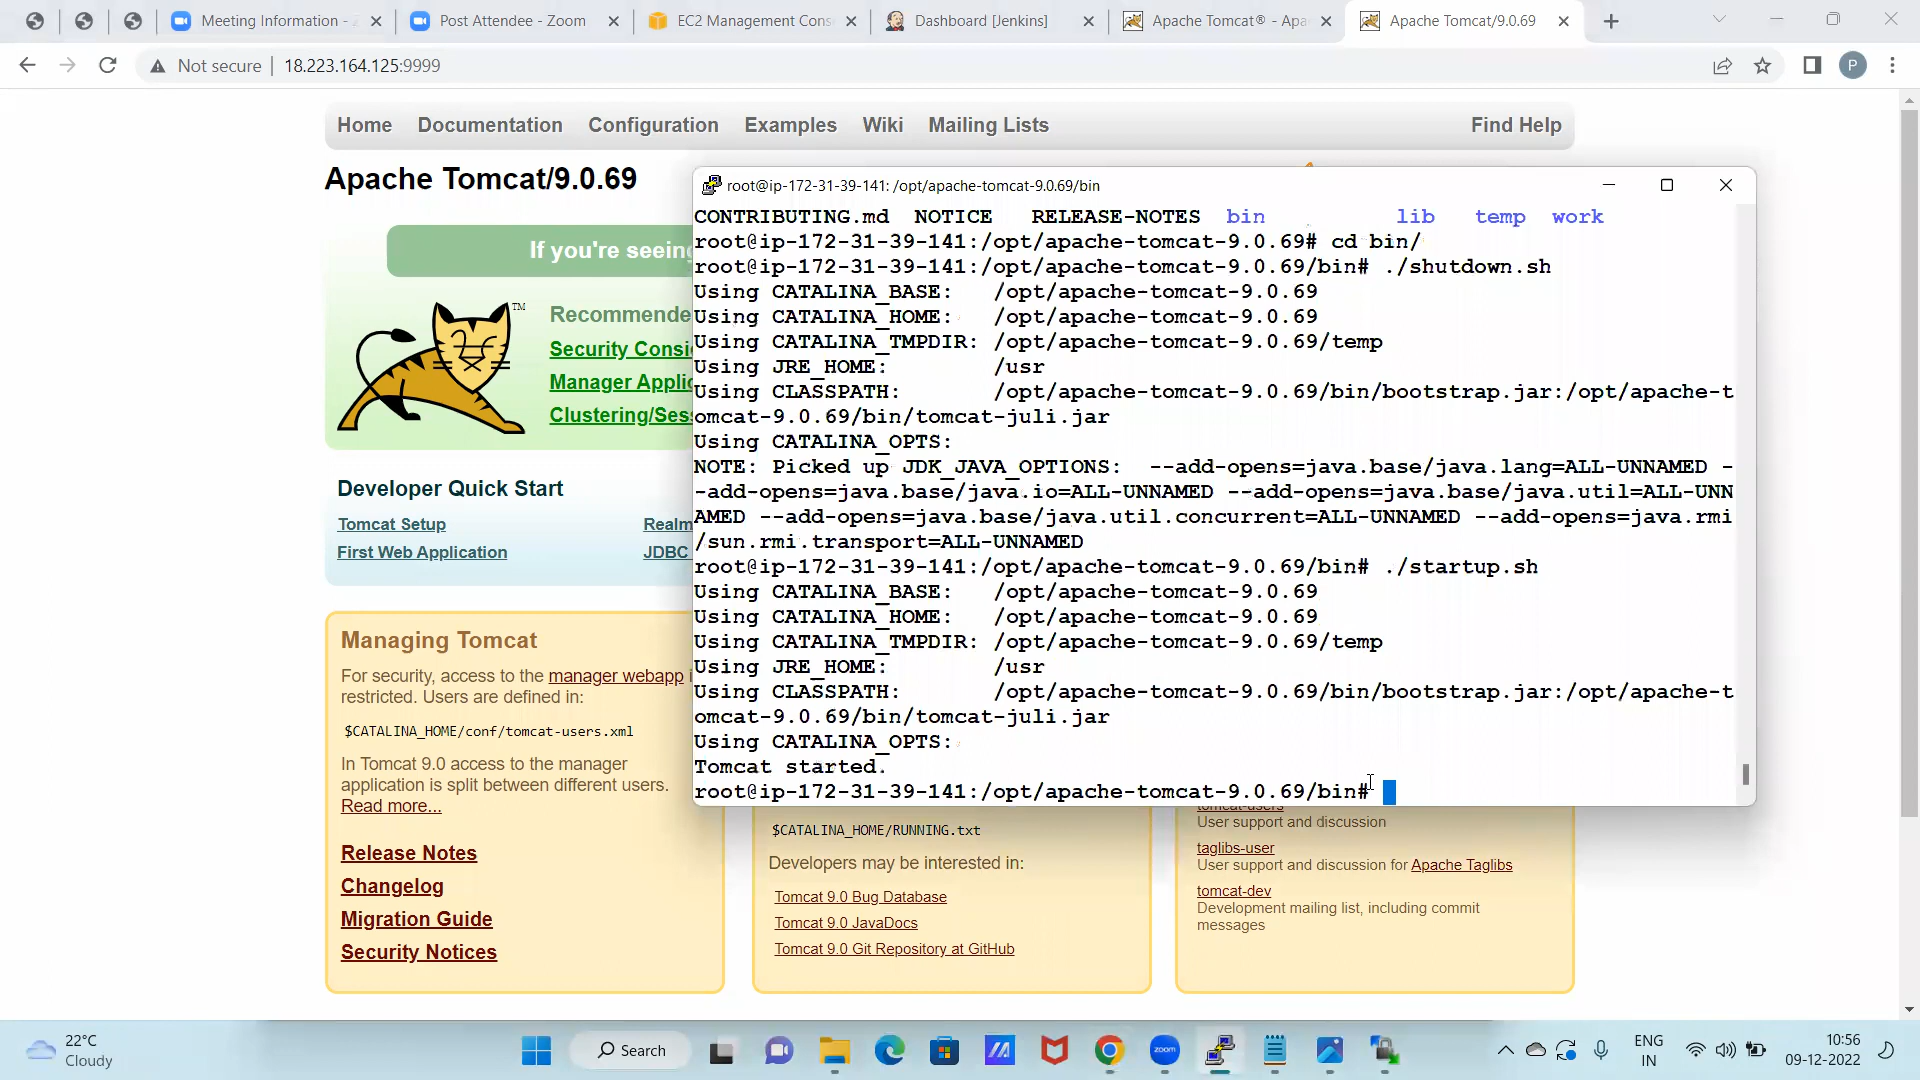 Meeting Information - Z
Post Attendee - Zoom
EC2 Management Cons
Dashboard [Jenkins]
Apache Tomcat® - Apa
Apache Tomcat/9.0.69
Not secure | 18.223.164.125:9999
P
Home Documentation Configuration Examples Wiki Mailing Lists Find Help
Apache Tomcat/9.0.69
If you're seeing
TM
Recommende
Security Consi
Manager Applic
Clustering/Sess
Developer Quick Start
Tomcat Setup
First Web Application
Realm
JDBC
Managing Tomcat
For security, access to the manager webapp i
restricted. Users are defined in:
$CATALINA_HOME/conf/tomcat-users.xml
In Tomcat 9.0 access to the manager
application is split between different users.
Read more...
Release Notes
Changelog
Migration Guide
Security Notices
root@ip-172-31-39-141: /opt/apache-tomcat-9.0.69/bin
CONTRIBUTING.md NOTICE RELEASE-NOTES bin lib temp work
root@ip-172-31-39-141:/opt/apache-tomcat-9.0.69# cd bin/
root@ip-172-31-39-141:/opt/apache-tomcat-9.0.69/bin# ./shutdown.sh
Using CATALINA_BASE: /opt/apache-tomcat-9.0.69
Using CATALINA_HOME: /opt/apache-tomcat-9.0.69
Using CATALINA_TMPDIR: /opt/apache-tomcat-9.0.69/temp
Using JRE_HOME: /usr
Using CLASSPATH: /opt/apache-tomcat-9.0.69/bin/bootstrap.jar:/opt/apache-t
omcat-9.0.69/bin/tomcat-juli.jar
Using CATALINA_OPTS:
NOTE: Picked up JDK_JAVA_OPTIONS: --add-opens=java.base/java.lang=ALL-UNNAMED -
-add-opens=java.base/java.io=ALL-UNNAMED --add-opens=java.base/java.util=ALL-UNN
AMED --add-opens=java.base/java.util.concurrent=ALL-UNNAMED --add-opens=java.rmi
/sun.rmi.transport=ALL-UNNAMED
root@ip-172-31-39-141:/opt/apache-tomcat-9.0.69/bin# ./startup.sh
Using CATALINA_BASE: /opt/apache-tomcat-9.0.69
Using CATALINA_HOME: /opt/apache-tomcat-9.0.69
Using CATALINA_TMPDIR: /opt/apache-tomcat-9.0.69/temp
Using JRE_HOME: /usr
Using CLASSPATH: /opt/apache-tomcat-9.0.69/bin/bootstrap.jar:/opt/apache-t
omcat-9.0.69/bin/tomcat-juli.jar
Using CATALINA_OPTS:
Tomcat started.
root@ip-172-31-39-141:/opt/apache-tomcat-9.0.69/bin#
$CATALINA_HOME/RUNNING.txt
Developers may be interested in:
Tomcat 9.0 Bug Database
Tomcat 9.0 JavaDocs
Tomcat 9.0 Git Repository at GitHub
tomcat-users
User support and discussion
taglibs-user
User support and discussion for Apache Taglibs
tomcat-dev
Development mailing list, including commit
messages
22°C
Cloudy
Search
zoom
ENG
IN
10:56
09-12-2022